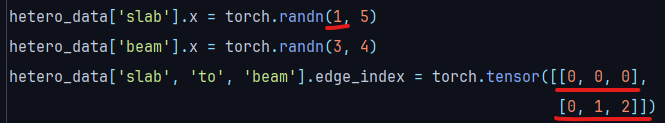 hetero_data['slab'].x = torch.randn(1, 5)
hetero_data['beam'].x = torch.randn(3, 4)
hetero_data['slab', 'to', 'beam'].edge_index = torch.tensor([[0, 0, 0],
[0, 1, 2]])